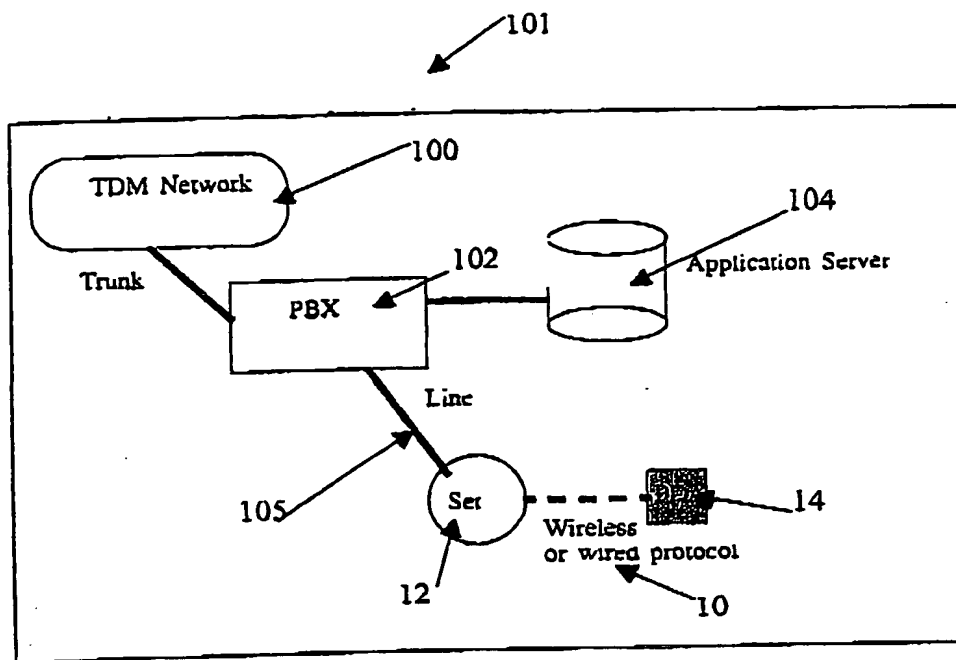 101
TDM Network
100
Trunk
PBX
102
104
Application Server
Line
105
Set
12
14
Wireless
or wired protocol
10